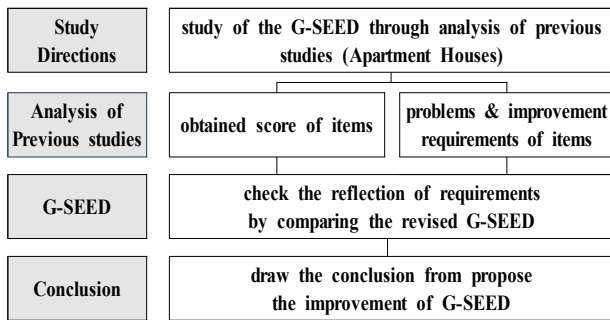 Study
Directions
study of the G-SEED through analysis of previous
studies (Apartment Houses)
Analysis of
Previous studies
obtained score of items
problems & improvement
requirements of items
G-SEED
check the reflection of requirements
by comparing the revised G-SEED
Conclusion
draw the conclusion from propose
the improvement of G-SEED